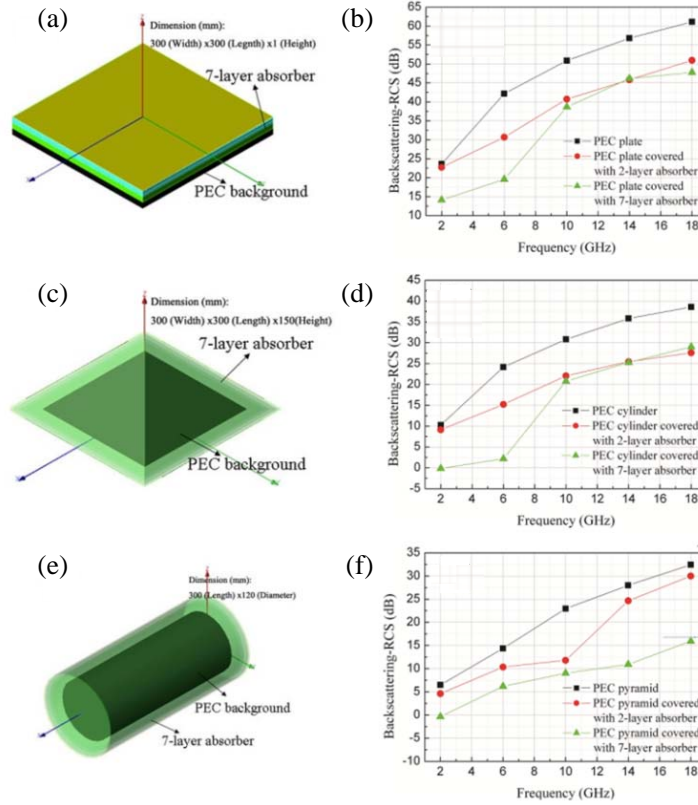 (a)
Dimension (mm):
300 (Width) x300 (Legnth) x1 (Height)
7-layer absorber
PEC background
(b)
Backscattering-RCS (dB)
65
60
55
50
45
40
35
30
25
20
15
10
PEC plate
PEC plate covered
with 2-layer absorber
PEC plate covered
with 7-layer absorber
2 4 6 8 10 12 14 16 18
Frequency (GHz)
(c)
Dimension (mm):
300 (Width) x300 (Length) x150(Height)
7-layer absorber
PEC background
(d)
Backscattering-RCS (dB)
45
40
35
30
25
20
15
10
5
0
-5
PEC cylinder
PEC cylinder covered
with 2-layer absorber
PEC cylinder covered
with 7-layer absorber
2 4 6 8 10 12 14 16 18
Frequency (GHz)
(e)
Dimension (mm):
300 (Length) x120 (Diameter)
PEC background
7-layer absorber
(f)
Backscattering-RCS (dB)
35
30
25
20
15
10
5
0
-5
-10
PEC pyramid
PEC pyramid covered
with 2-layer absorber
PEC pyramid covered
with 7-layer absorber
2 4 6 8 10 12 14 16 18
Frequency (GHz)